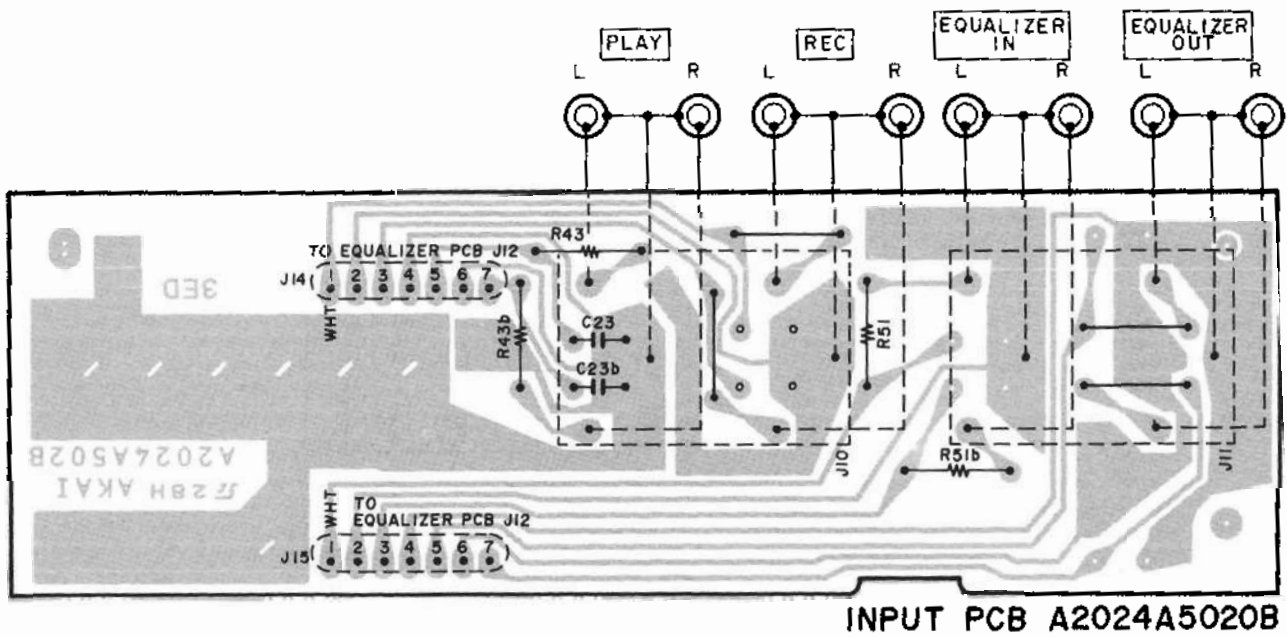 PLAY
REC
EQUALIZER
IN
EQUALIZER
OUT
L R L R L R L R
R43
TO EQUALIZER PCB J12
J14 1 2 3 4 5 6 7
WHT
3ED
R43b
C23
C23b
R51
J10
R51b
J11
A2024A502B
28H AKAI
WHT
TO
EQUALIZER PCB J12
J15 1 2 3 4 5 6 7
INPUT PCB A2024A5020B